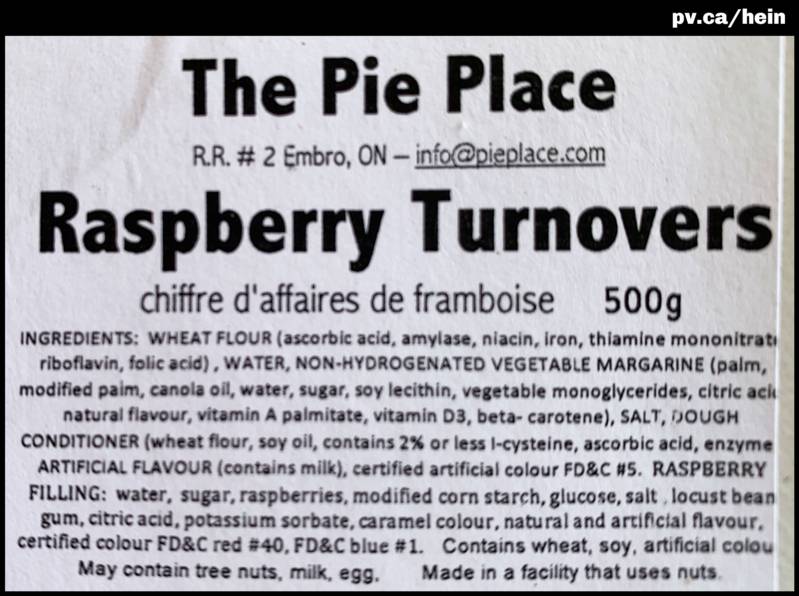 pv.ca/hein
The Pie Place
R.R. # 2 Embro, ON – info@pieplace.com
Raspberry Turnovers
chiffre d'affaires de framboise 500g
INGREDIENTS: WHEAT FLOUR (ascorbic acid, amylase, niacin, iron, thiamine mononitrat
riboflavin, folic acid) , WATER, NON-HYDROGENATED VEGETABLE MARGARINE (palm,
modified palm, canola oil, water, sugar, soy lecithin, vegetable monoglycerides, citric aci
natural flavour, vitamin A palmitate, vitamin D3, beta- carotene), SALT, DOUGH
CONDITIONER (wheat flour, soy oil, contains 2% or less l-cysteine, ascorbic acid, enzyme
ARTIFICIAL FLAVOUR (contains milk), certified artificial colour FD&C #5. RASPBERRY
FILLING: water, sugar, raspberries, modified corn starch, glucose, salt , locust bean
gum, citric acid, potassium sorbate, caramel colour, natural and artificial flavour,
certified colour FD&C red #40, FD&C blue #1. Contains wheat, soy, artificial colou
May contain tree nuts, milk, egg. Made in a facility that uses nuts.